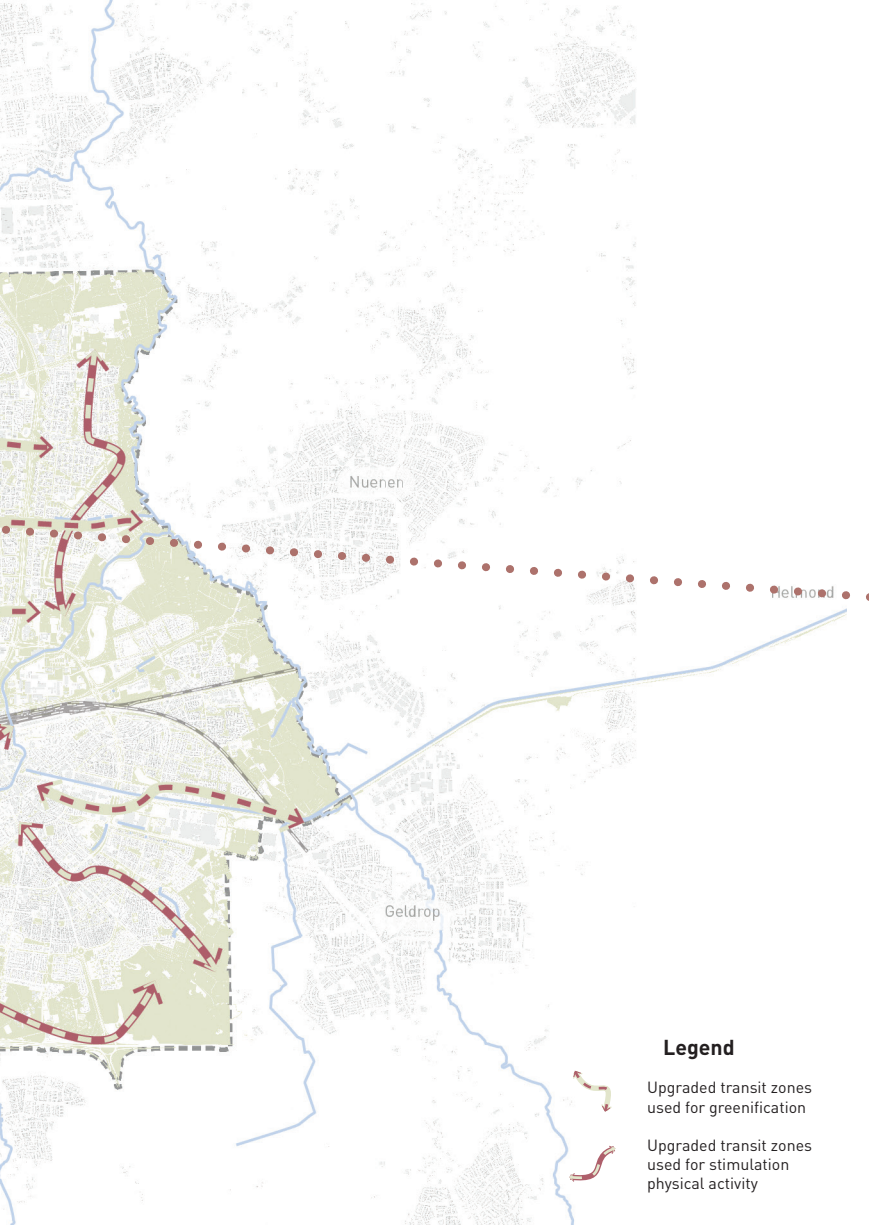 Nuenen
Helmond
Geldrop
Legend
Upgraded transit zones
used for greenification
Upgraded transit zones
used for stimulation
physical activity